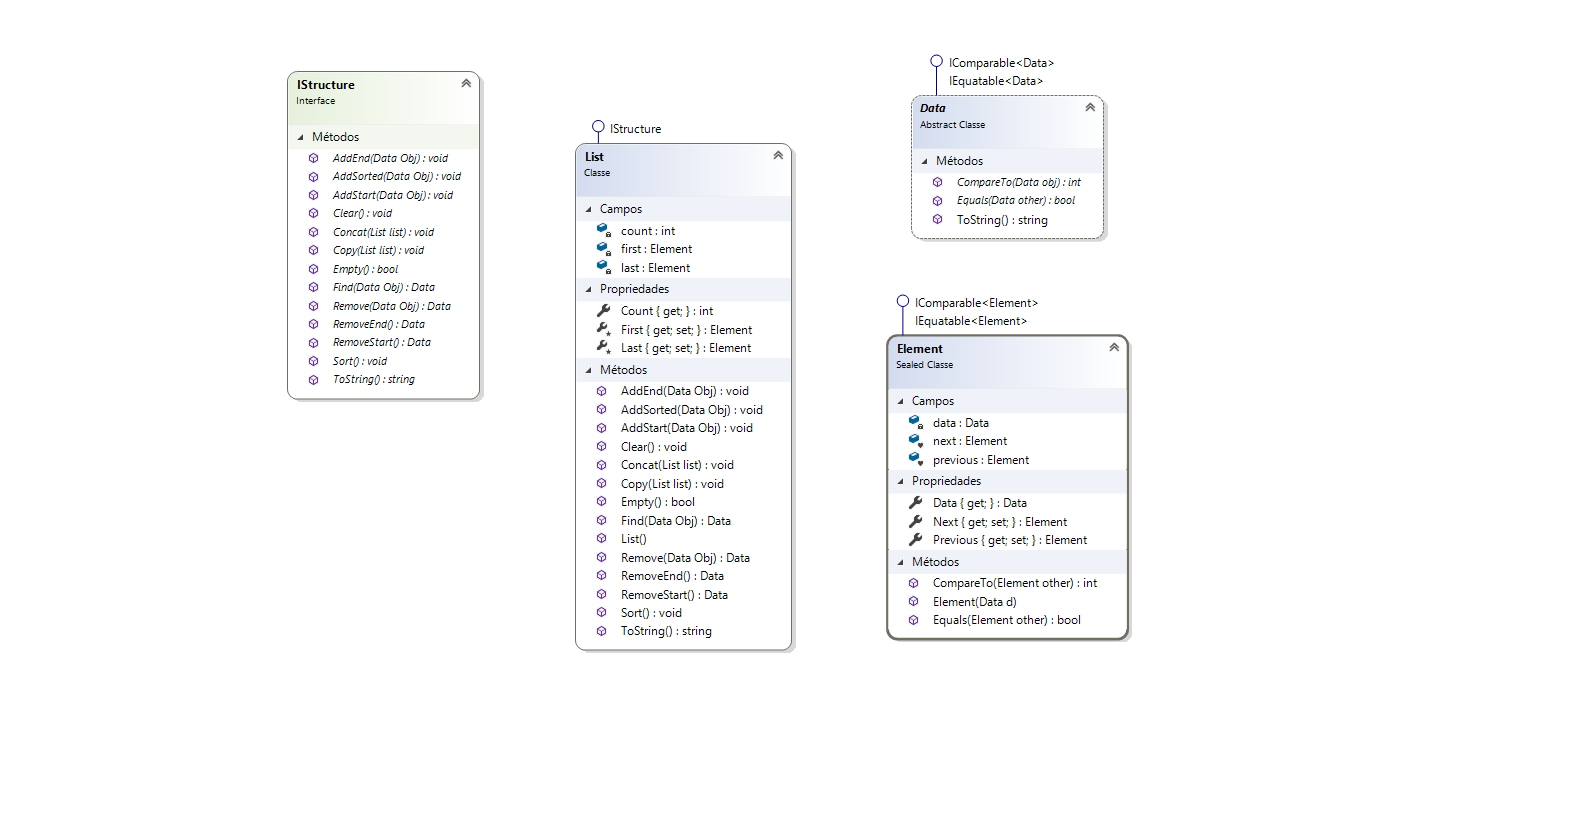 IStructure
Interface
Métodos
AddEnd(Data Obj) : void
AddSorted(Data Obj) : void
AddStart(Data Obj) : void
Clear() : void
Concat(List list) : void
Copy(List list) : void
Empty() : bool
Find(Data Obj) : Data
Remove(Data Obj) : Data
RemoveEnd() : Data
RemoveStart() : Data
Sort() : void
ToString() : string
IStructure
List
Classe
Campos
count : int
first : Element
last : Element
Propriedades
Count { get; } : int
First { get; set; } : Element
Last { get; set; } : Element
Métodos
AddEnd(Data Obj) : void
AddSorted(Data Obj) : void
AddStart(Data Obj) : void
Clear() : void
Concat(List list) : void
Copy(List list) : void
Empty() : bool
Find(Data Obj) : Data
List()
Remove(Data Obj) : Data
RemoveEnd() : Data
RemoveStart() : Data
Sort() : void
ToString() : string
IComparable<Data>
IEquatable<Data>
Data
Abstract Classe
Métodos
CompareTo(Data obj) : int
Equals(Data other) : bool
ToString() : string
IComparable<Element>
IEquatable<Element>
Element
Sealed Classe
Campos
data : Data
next : Element
previous : Element
Propriedades
Data { get; } : Data
Next { get; set; } : Element
Previous { get; set; } : Element
Métodos
CompareTo(Element other) : int
Element(Data d)
Equals(Element other) : bool